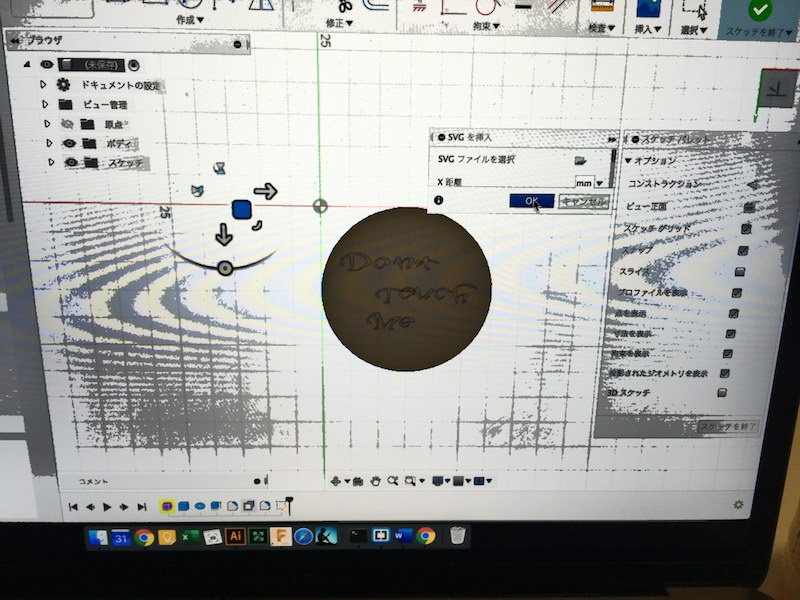 作成▼
修正▼
拘束▼
検査▼
挿入▼
選択▼
スケッチを終了▼
ブラウザ
(未保存)
ドキュメントの設定
ビュー管理
原点
ボディ
スケッチ
25
25
SVG を挿入
SVG ファイルを選択
X 距離
mm
OK
キャンセル
スケッチ パレット
オプション
コンストラクション
ビュー正面
スケッチ グリッド
スナップ
スライス
プロファイルを表示
点を表示
寸法を表示
拘束を表示
投影されたジオメトリを表示
3D スケッチ
スケッチを終了
Dont
Touch
Me
コメント
31
Ai
F
W